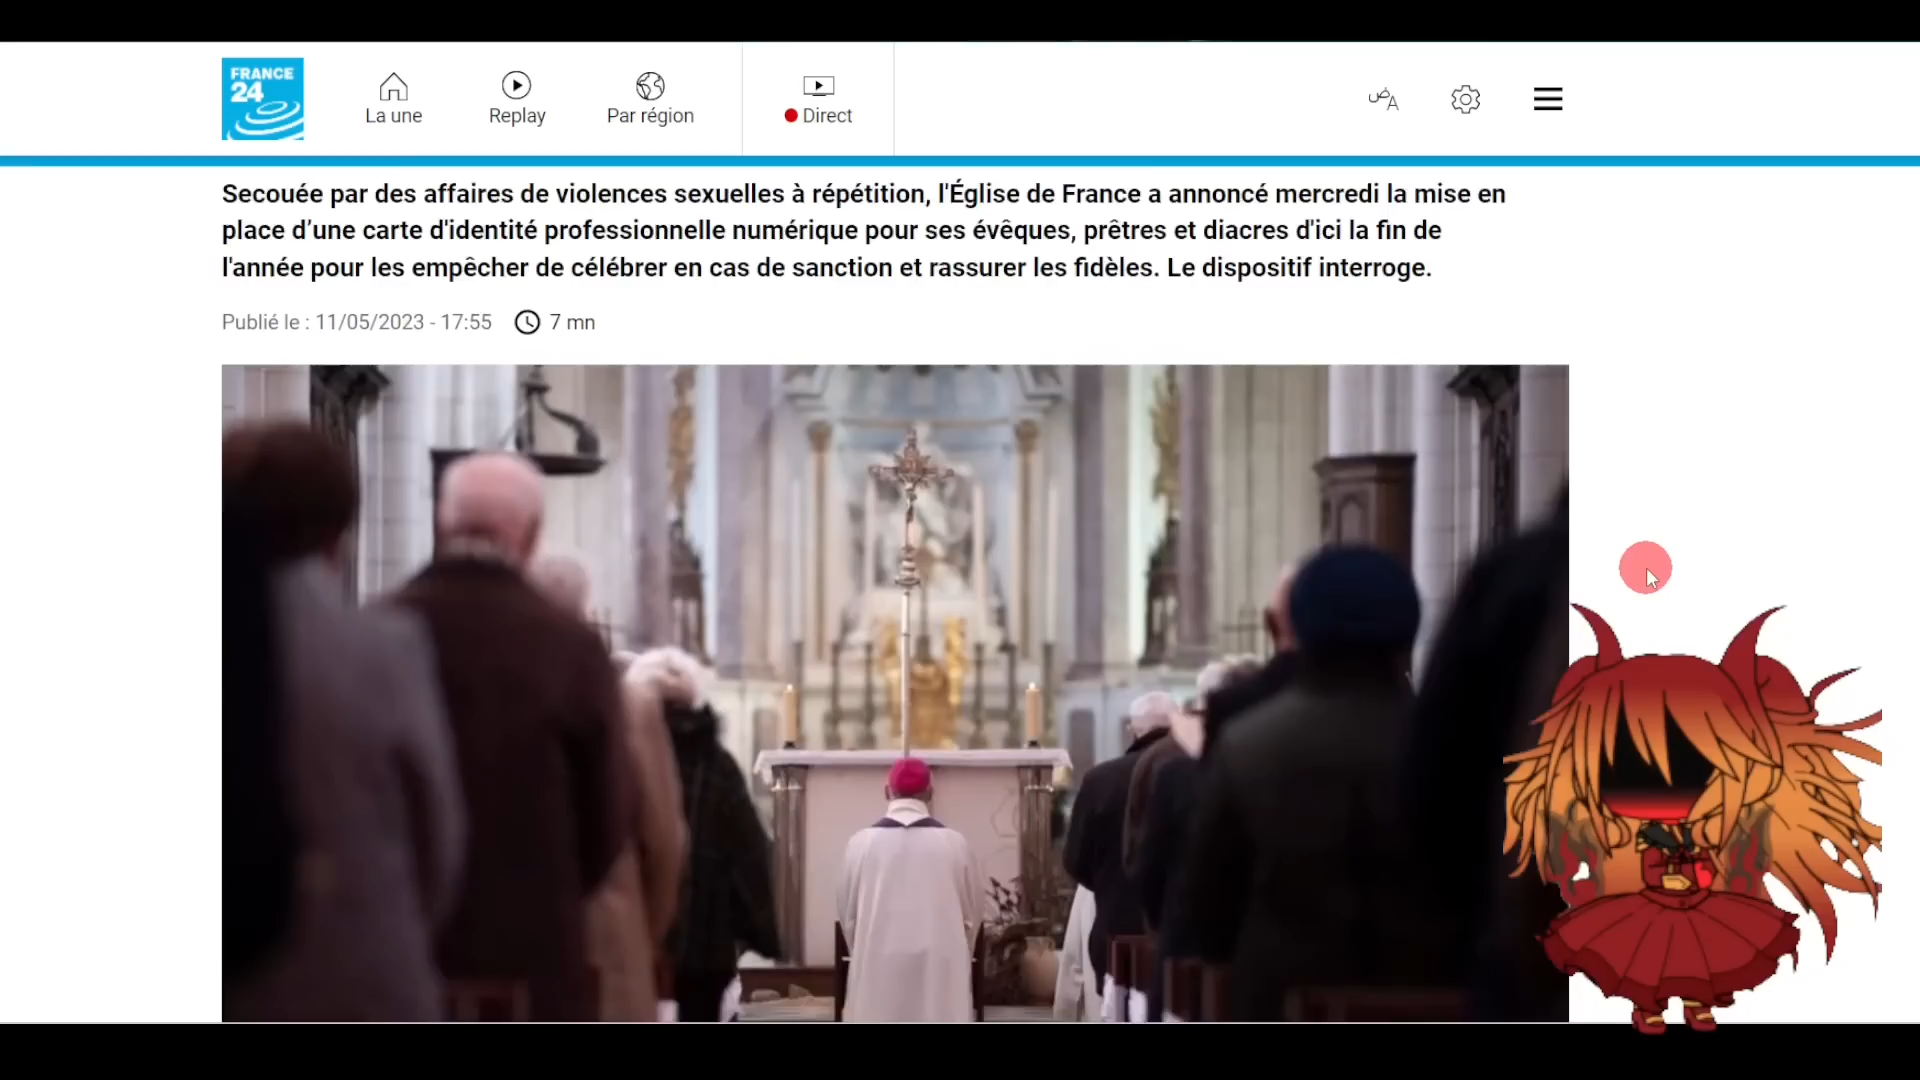 FRANCE
24
La une
Replay
Par région
Direct
صA
Secouée par des affaires de violences sexuelles à répétition, l'Église de France a annoncé mercredi la mise en
place d’une carte d'identité professionnelle numérique pour ses évêques, prêtres et diacres d'ici la fin de
l'année pour les empêcher de célébrer en cas de sanction et rassurer les fidèles. Le dispositif interroge.
Publié le : 11/05/2023 - 17:55
7 mn